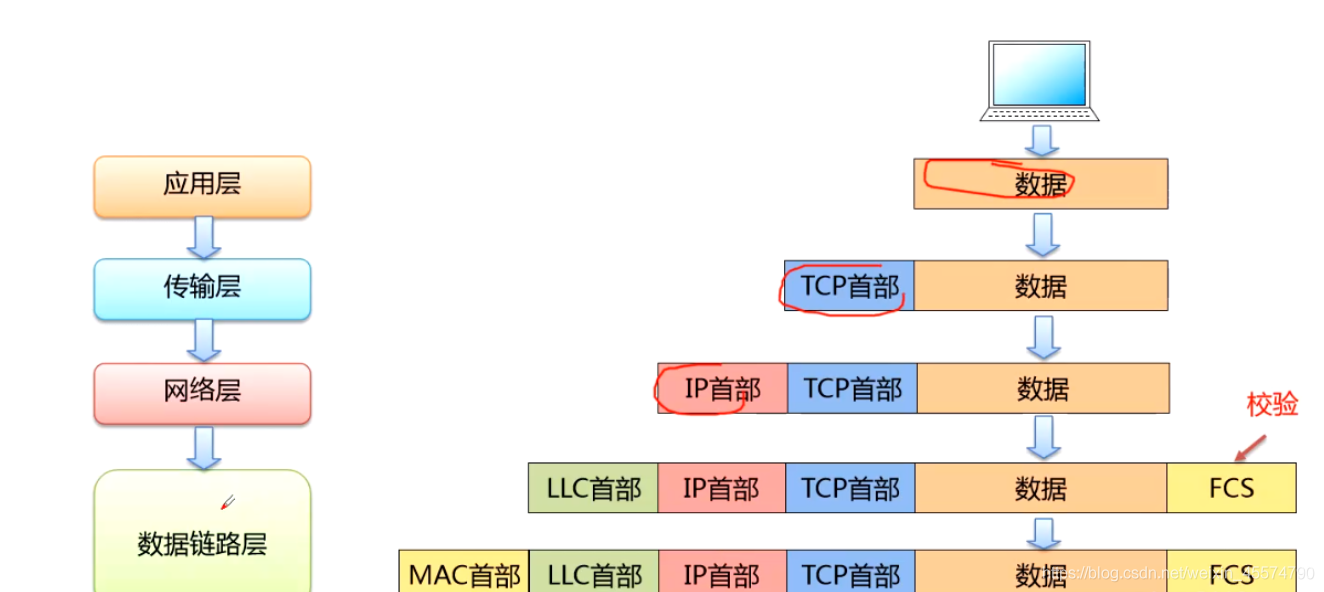 数据
应用层
TCP首部 数据
传输层
IP首部 TCP首部 数据
网络层
校验
LLC首部 IP首部 TCP首部 数据 FCS
数据链路层
MAC首部 LLC首部 IP首部 TCP首部 数据 FCS